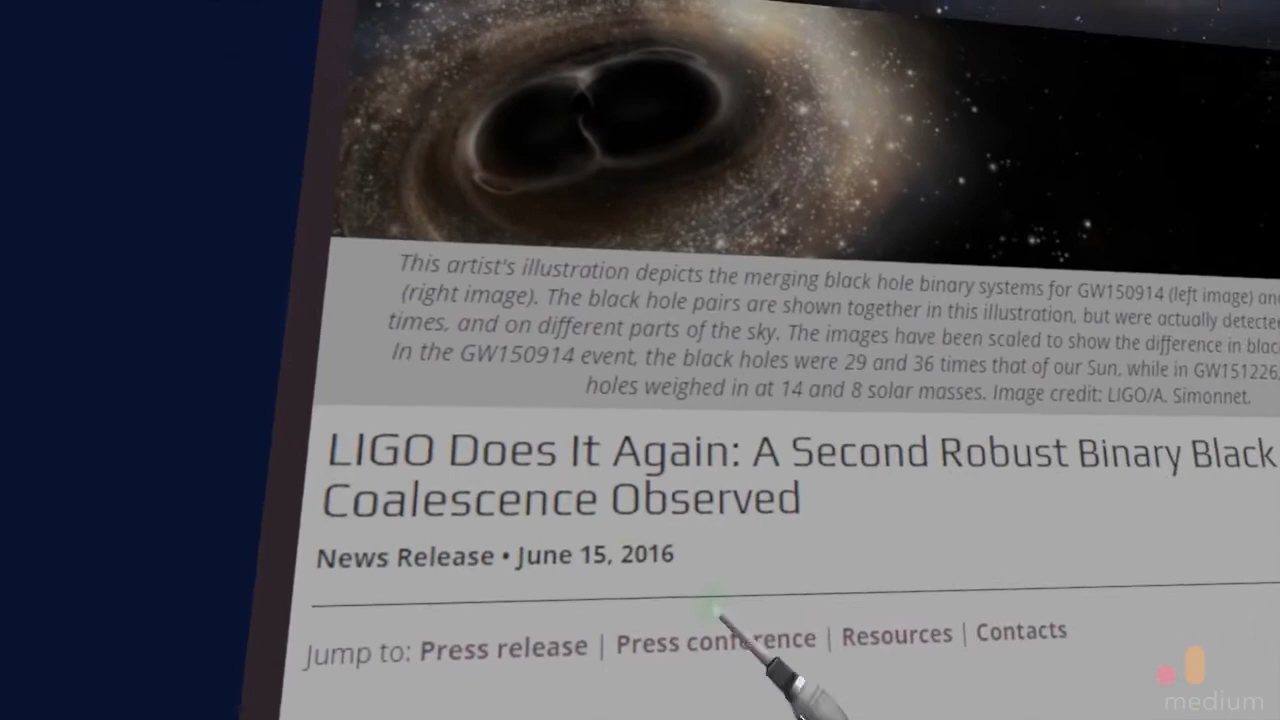 This artist's illustration depicts the merging black hole binary systems for GW150914 (left image) and
(right image). The black hole pairs are shown together in this illustration, but were actually detected
times, and on different parts of the sky. The images have been scaled to show the difference in blac
In the GW150914 event, the black holes were 29 and 36 times that of our Sun, while in GW151226,
holes weighed in at 14 and 8 solar masses. Image credit: LIGO/A. Simonnet.
LIGO Does It Again: A Second Robust Binary Black
Coalescence Observed
News Release • June 15, 2016
Jump to: Press release | Press conference | Resources | Contacts
medium